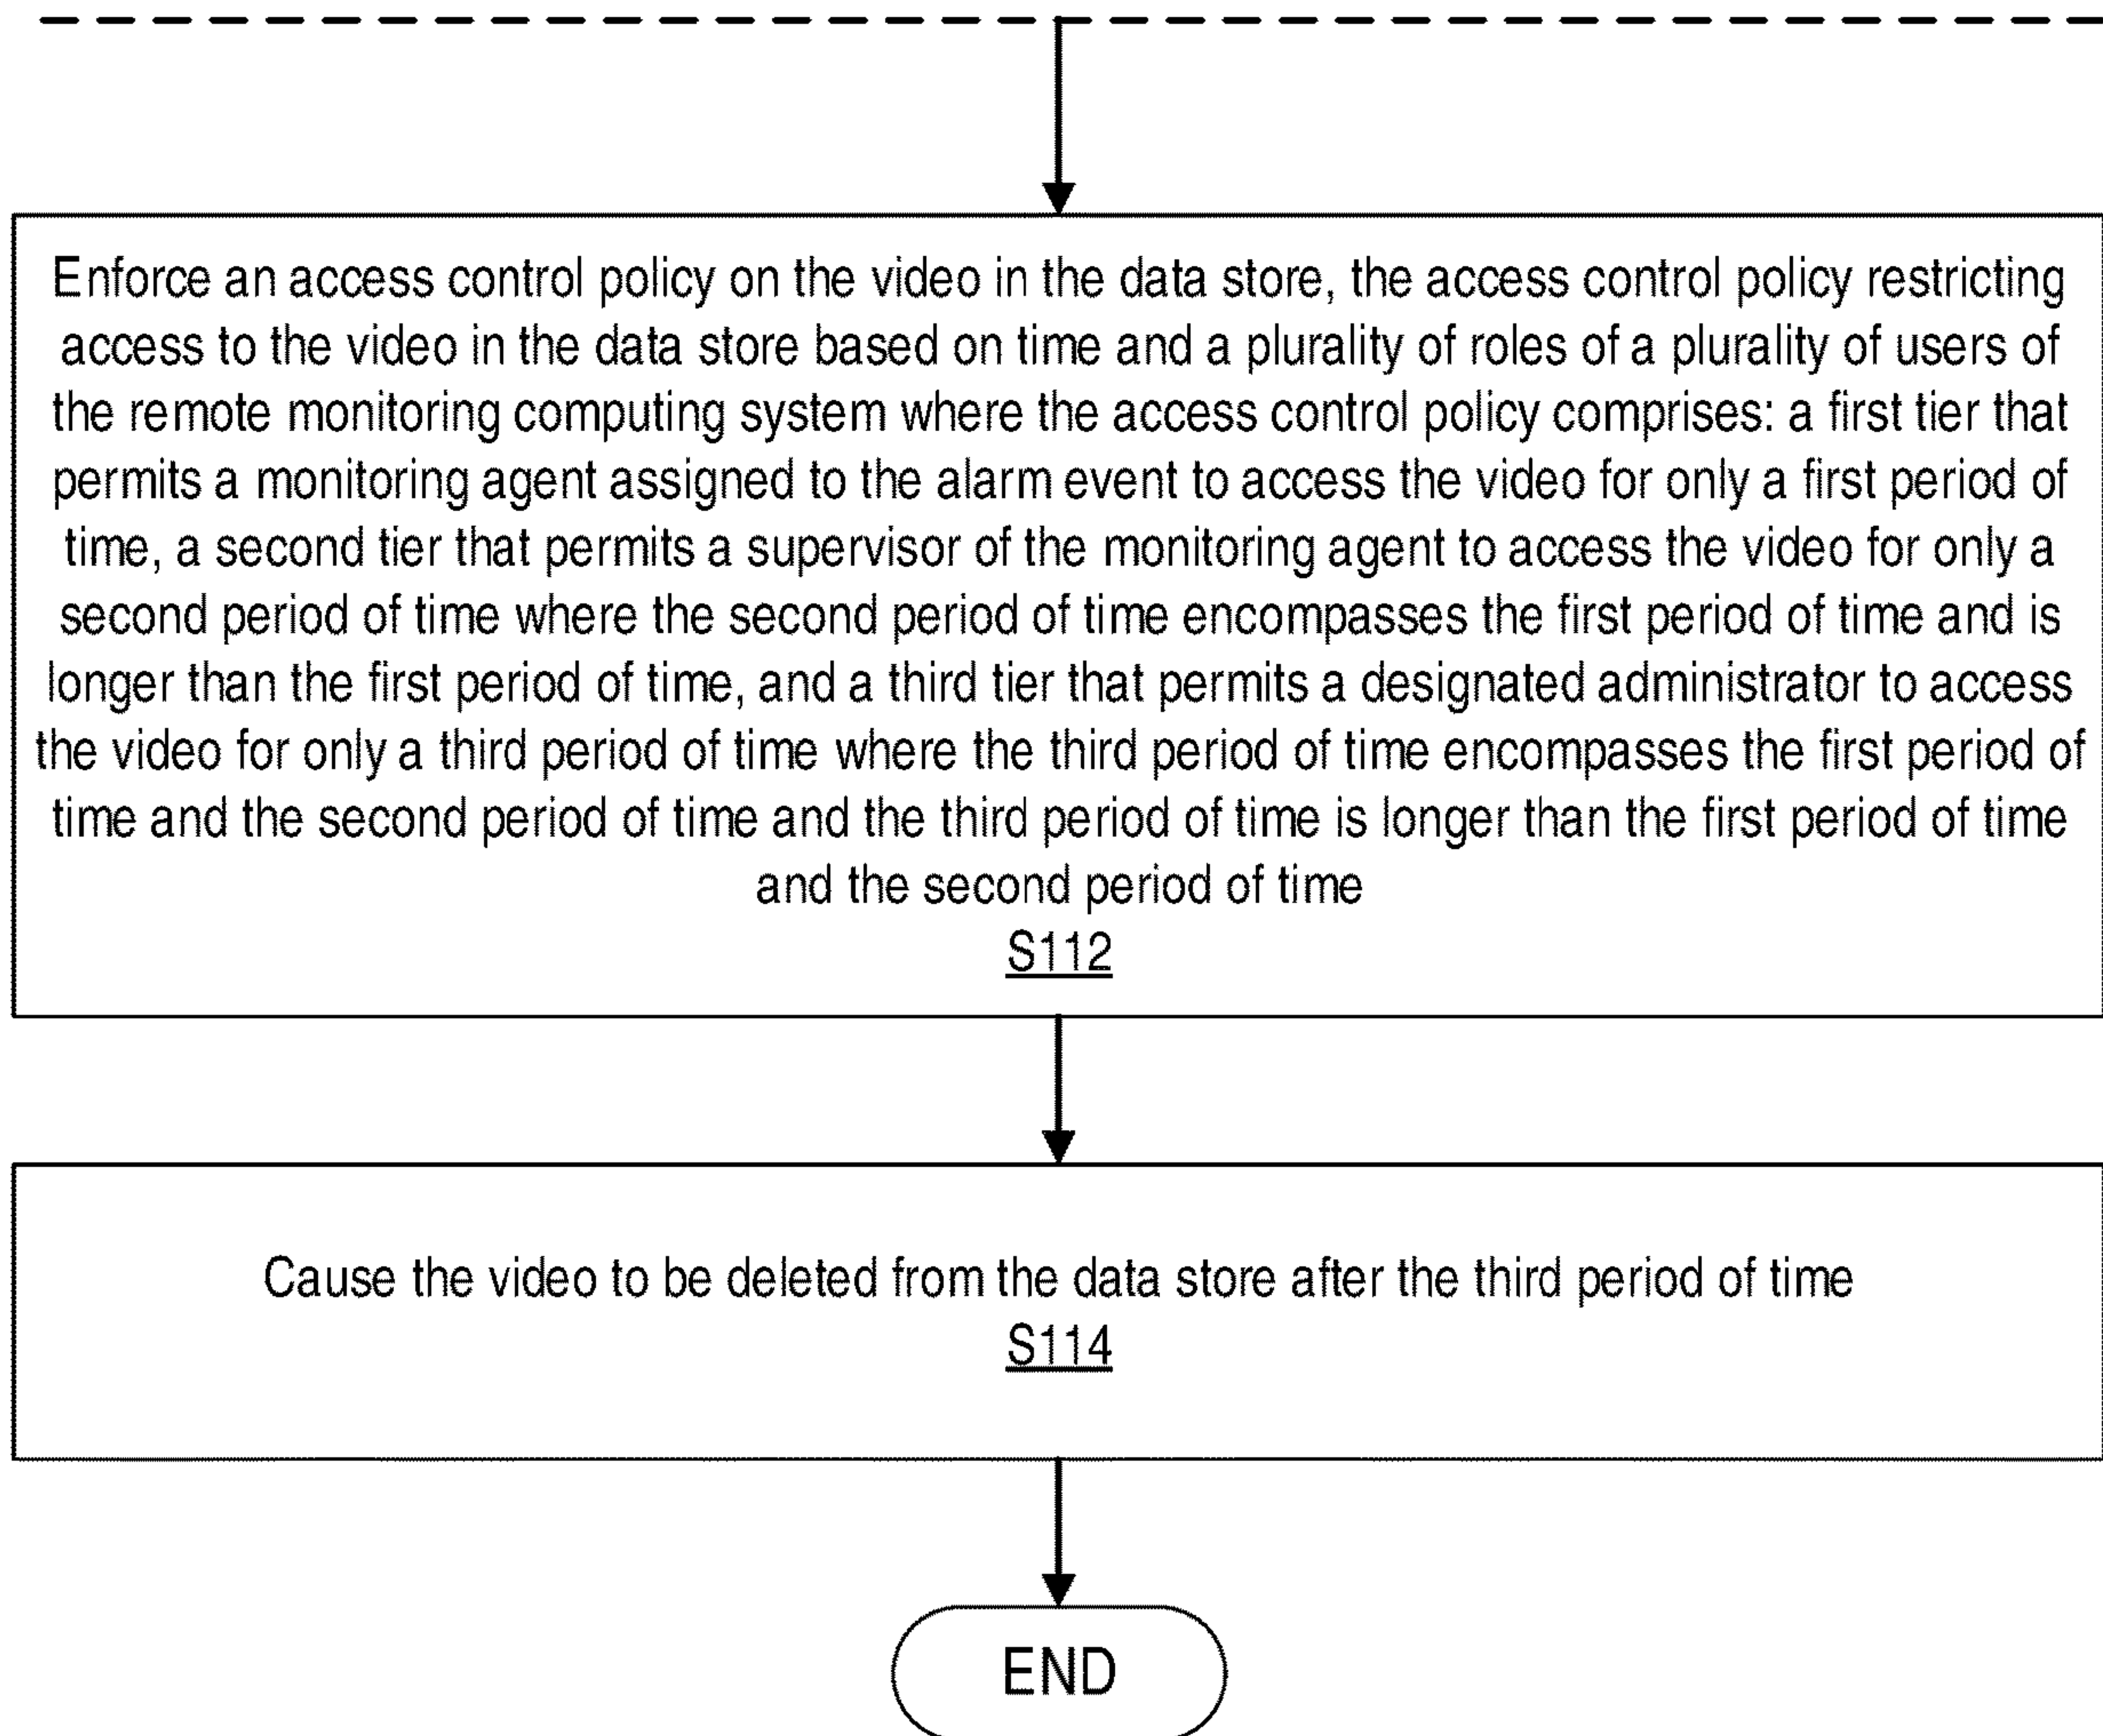 Enforce an access control policy on the video in the data store, the access control policy restricting
access to the video in the data store based on time and a plurality of roles of a plurality of users of
the remote monitoring computing system where the access control policy comprises: a first tier that
permits a monitoring agent assigned to the alarm event to access the video for only a first period of
time, a second tier that permits a supervisor of the monitoring agent to access the video for only a
second period of time where the second period of time encompasses the first period of time and is
longer than the first period of time, and a third tier that permits a designated administrator to access
the video for only a third period of time where the third period of time encompasses the first period of
time and the second period of time and the third period of time is longer than the first period of time
and the second period of time
S112
Cause the video to be deleted from the data store after the third period of time
S114
END